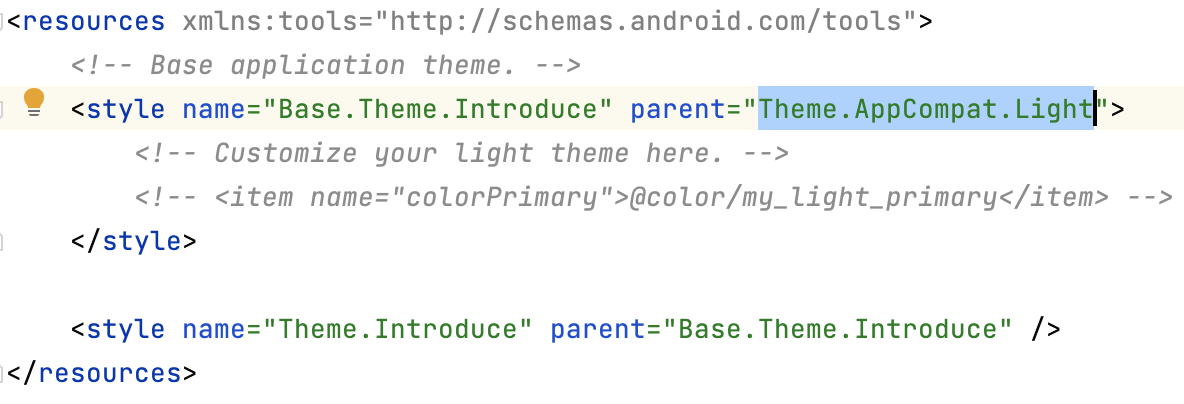 <resources xmlns:tools="http://schemas.android.com/tools">
<!-- Base application theme. -->
<style name="Base.Theme.Introduce" parent="Theme.AppCompat.Light">
<!-- Customize your light theme here. -->
<!-- <item name="colorPrimary">@color/my_light_primary</item> -->
</style>
<style name="Theme.Introduce" parent="Base.Theme.Introduce" />
</resources>